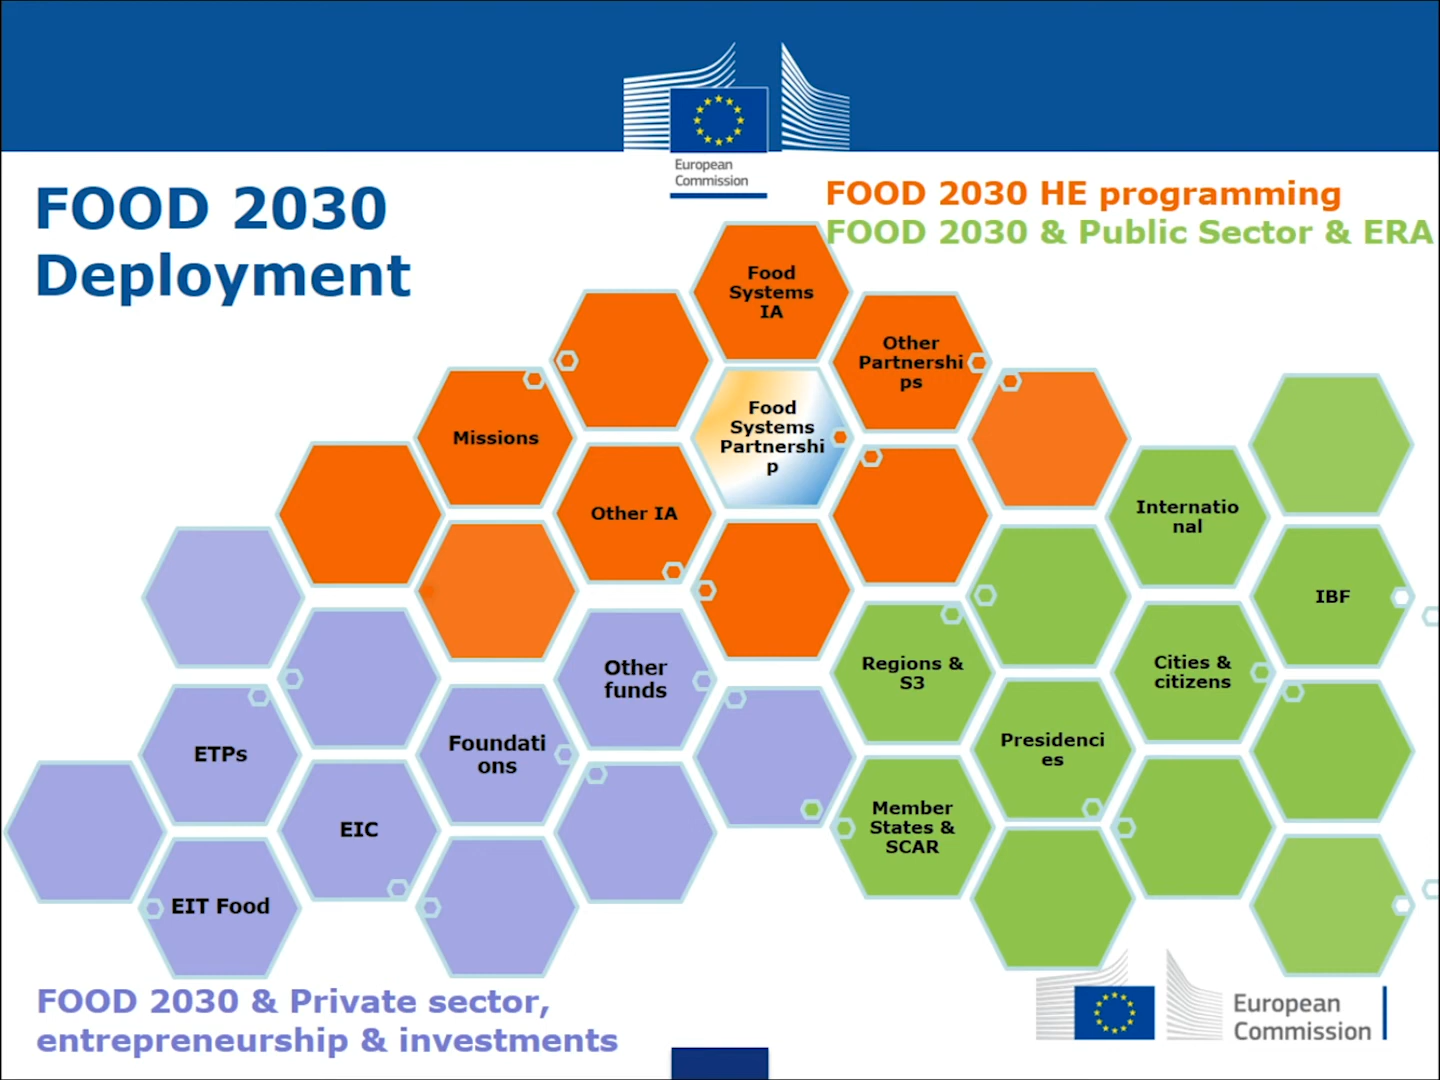 European
Commission
FOOD 2030
Deployment
FOOD 2030 HE programming
FOOD 2030 & Public Sector & ERA
Food
Systems
IA
Other
Partnershi
ps
Food
Systems
Partnershi
p
Missions
Other IA
Internatio
nal
IBF
Regions &
S3
Cities &
citizens
Other
funds
Presidenci
es
Foundati
ons
ETPs
EIC
Member
States &
SCAR
EIT Food
FOOD 2030 & Private sector,
entrepreneurship & investments
European
Commission